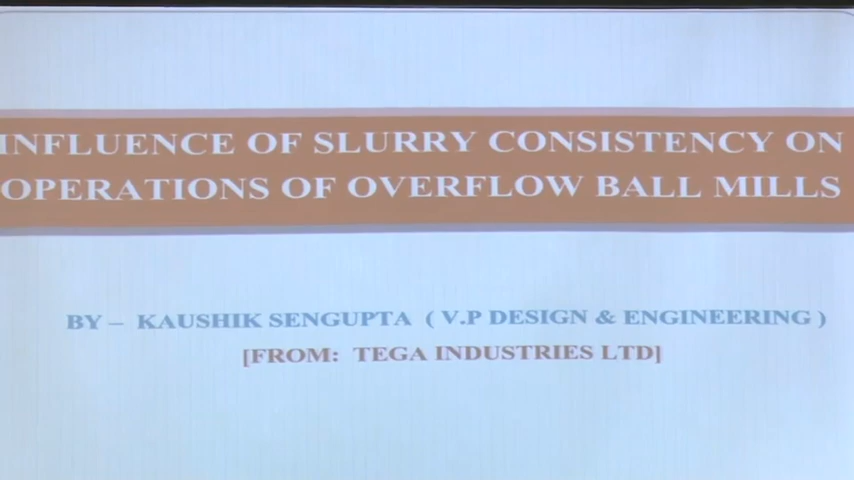 INFLUENCE OF SLURRY CONSISTENCY ON
OPERATIONS OF OVERFLOW BALL MILLS
BY – KAUSHIK SENGUPTA ( V.P DESIGN & ENGINEERING )
[FROM: TEGA INDUSTRIES LTD]